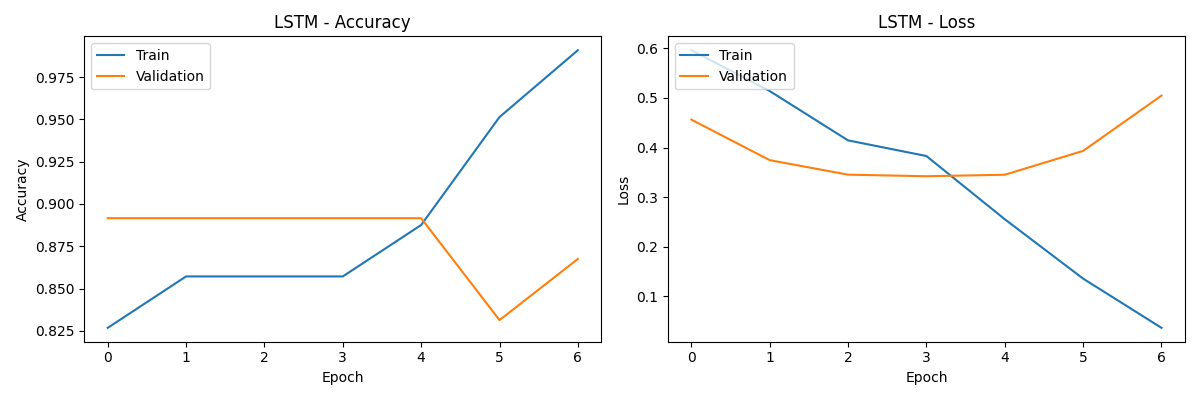 LSTM - Accuracy
Train
Validation
0.975
0.950
0.925
0.900
0.875
0.850
0.825
Accuracy
0 1 2 3 4 5 6
Epoch
LSTM - Loss
Train
Validation
0.6
0.5
0.4
0.3
0.2
0.1
Loss
0 1 2 3 4 5 6
Epoch